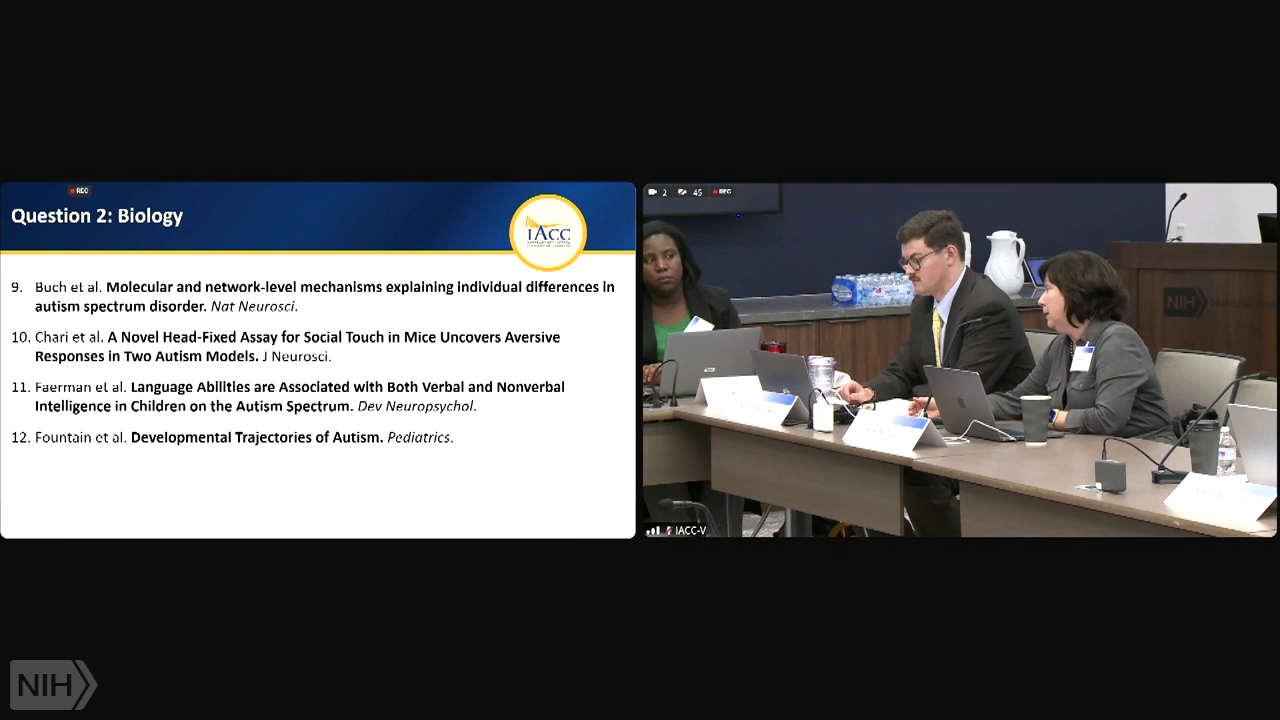 REC
Question 2: Biology
IACC
9. Buch et al. Molecular and network-level mechanisms explaining individual differences in
autism spectrum disorder. Nat Neurosci.
10. Chari et al. A Novel Head-Fixed Assay for Social Touch in Mice Uncovers Aversive
Responses in Two Autism Models. J Neurosci.
11. Faerman et al. Language Abilities are Associated with Both Verbal and Nonverbal
Intelligence in Children on the Autism Spectrum. Dev Neuropsychol.
12. Fountain et al. Developmental Trajectories of Autism. Pediatrics.
2 45 REC
NIH
IACC-V
NIH